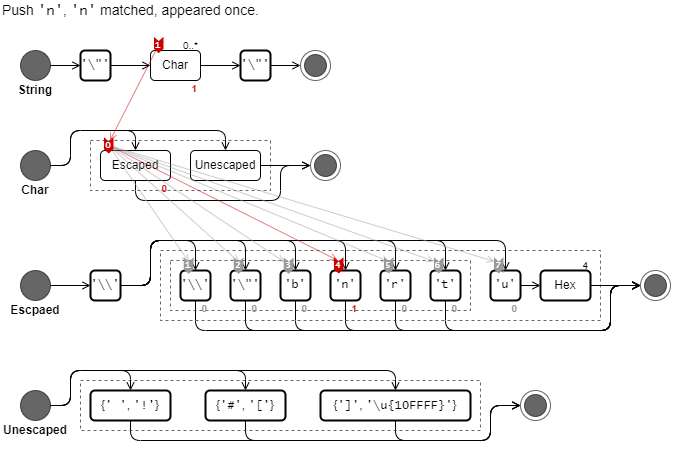 Push 'n', 'n' matched, appeared once.
1 0..*
'\"' Char '\"'
String 1
0
Escaped Unescaped
Char 0
1 2 3 4 5 6 7 4
'\\' '\\' '\"' 'b' 'n' 'r' 't' 'u' Hex
Escpaed 0 0 0 1 0 0 0
{' ','!'} {'#','['} {']','\u{10FFFF}'}
Unescaped